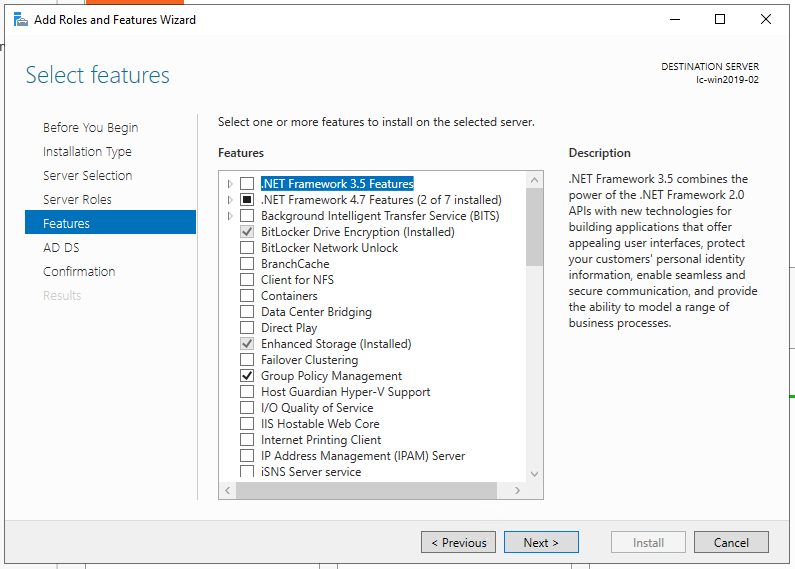 Add Roles and Features Wizard
Select features
DESTINATION SERVER
lc-win2019-02
Before You Begin
Installation Type
Server Selection
Server Roles
Features
AD DS
Confirmation
Results
Select one or more features to install on the selected server.
Features
.NET Framework 3.5 Features
.NET Framework 4.7 Features (2 of 7 installed)
Background Intelligent Transfer Service (BITS)
BitLocker Drive Encryption (Installed)
BitLocker Network Unlock
BranchCache
Client for NFS
Containers
Data Center Bridging
Direct Play
Enhanced Storage (Installed)
Failover Clustering
Group Policy Management
Host Guardian Hyper-V Support
I/O Quality of Service
IIS Hostable Web Core
Internet Printing Client
IP Address Management (IPAM) Server
iSNS Server service
Description
.NET Framework 3.5 combines the
power of the .NET Framework 2.0
APIs with new technologies for
building applications that offer
appealing user interfaces, protect
your customers' personal identity
information, enable seamless and
secure communication, and provide
the ability to model a range of
business processes.
< Previous
Next >
Install
Cancel